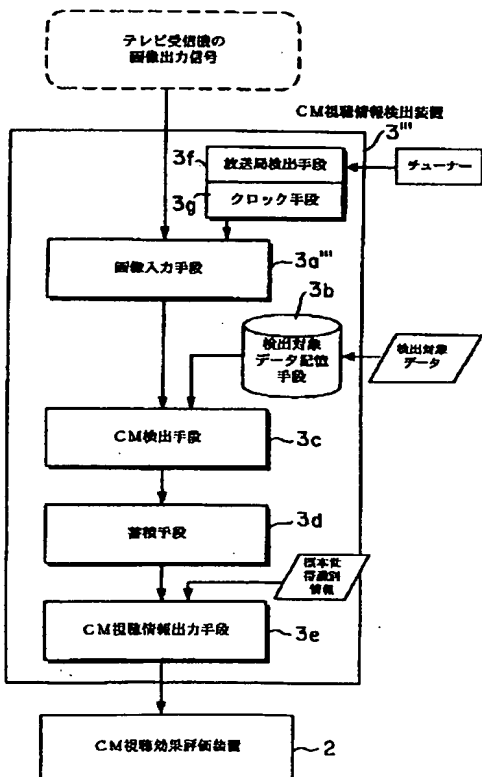 テレビ受信機の
画像出力信号
CM視聴情報検出装置
3'''
3f
放送局検出手段
チューナー
3g
クロック手段
画像入力手段
3a'''
3b
検出対象
データ記憶
手段
検出対象
データ
CM検出手段
3c
蓄積手段
3d
標本世
帯識別
情報
CM視聴情報出力手段
3e
CM視聴効果評価装置
2